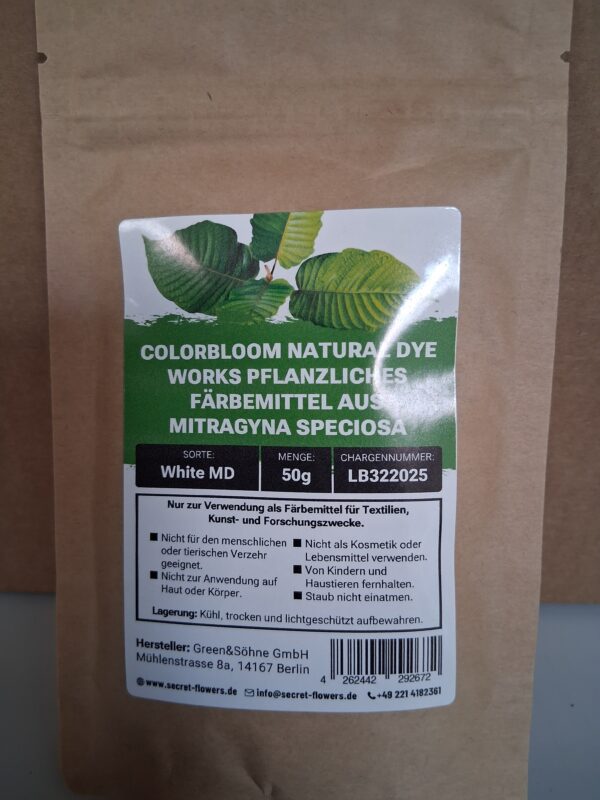 COLORBLOOM NATURAL DYE
WORKS PFLANZLICHES
FÄRBEMITTEL AUS
MITRAGYNA SPECIOSA
SORTE:
White MD
MENGE:
50g
CHARGENNUMMER:
LB322025
Nur zur Verwendung als Färbemittel für Textilien,
Kunst- und Forschungszwecke.
■ Nicht für den menschlichen
oder tierischen Verzehr
geeignet.
■ Nicht zur Anwendung auf
Haut oder Körper.
■ Nicht als Kosmetik oder
Lebensmittel verwenden.
■ Von Kindern und
Haustieren fernhalten.
■ Staub nicht einatmen.
Lagerung: Kühl, trocken und lichtgeschützt aufbewahren.
Hersteller: Green&Söhne GmbH
Mühlenstrasse 8a, 14167 Berlin
4 262442 292672
www.secret-flowers.de info@secret-flowers.de +49 221 4182361